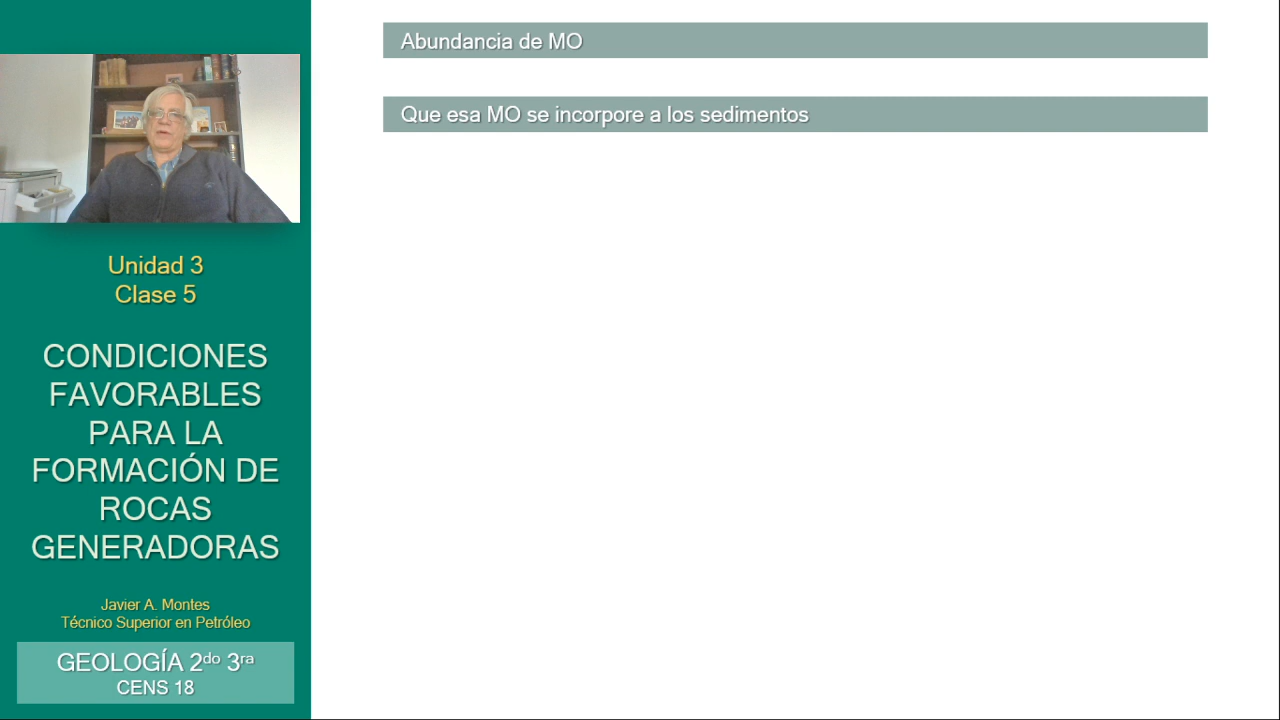 Abundancia de MO
Que esa MO se incorpore a los sedimentos
Unidad 3
Clase 5
CONDICIONES
FAVORABLES
PARA LA
FORMACIÓN DE
ROCAS
GENERADORAS
Javier A. Montes
Técnico Superior en Petróleo
GEOLOGÍA 2do 3ra
CENS 18